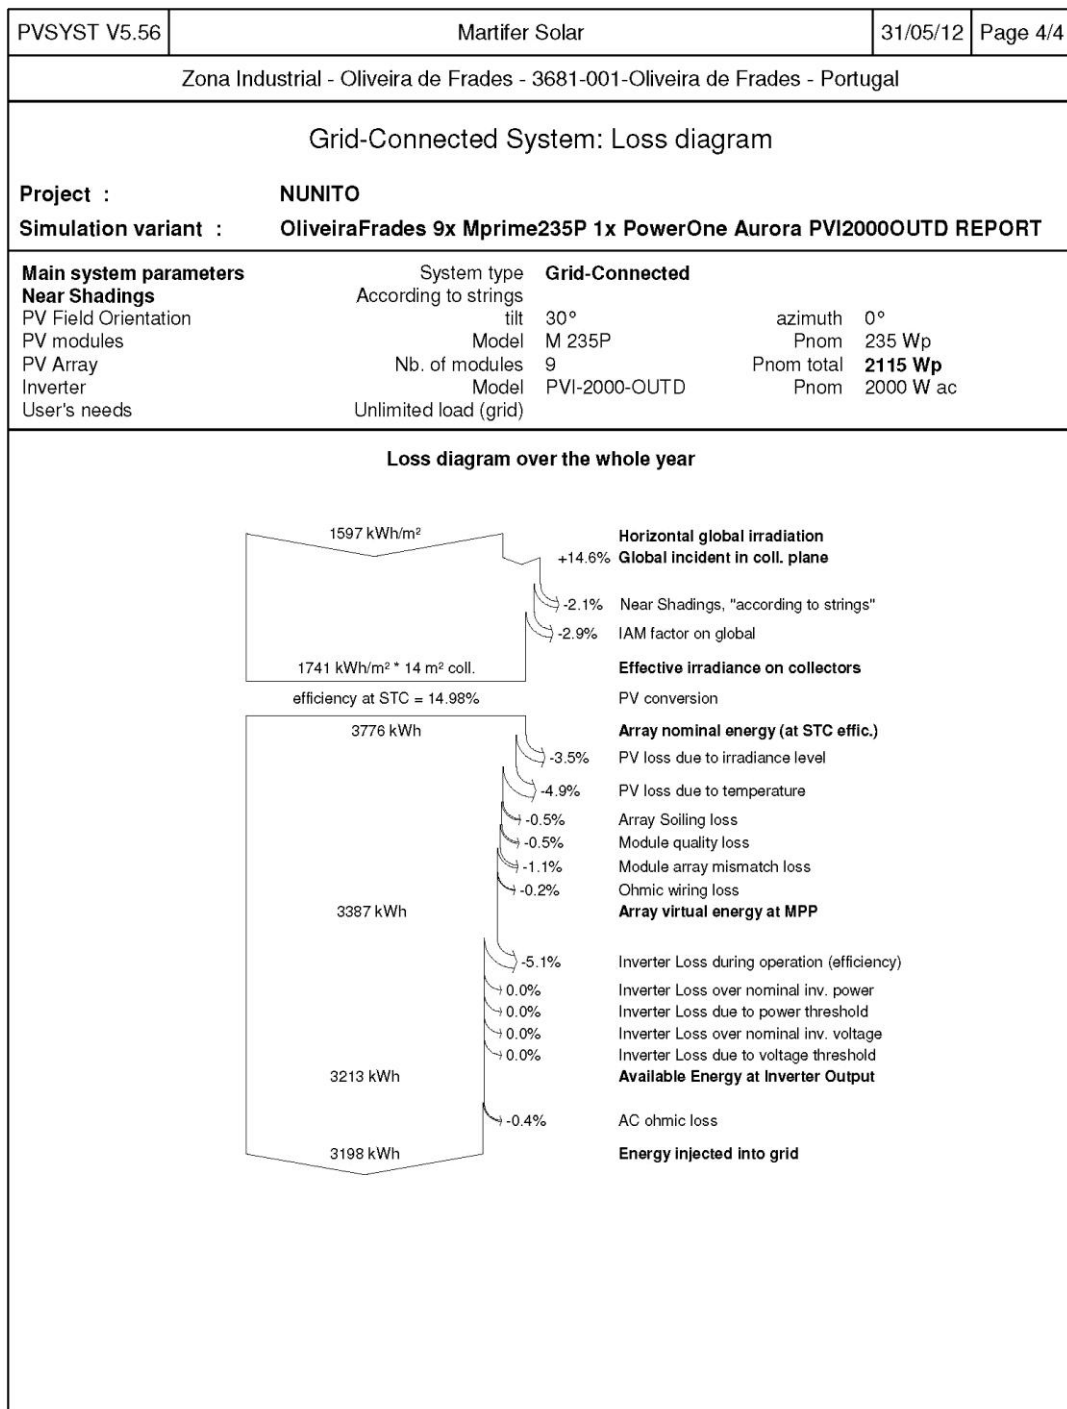 PVSYST V5.56 Martifer Solar 31/05/12 Page 4/4
Zona Industrial - Oliveira de Frades - 3681-001-Oliveira de Frades - Portugal
Grid-Connected System: Loss diagram
Project : NUNITO
Simulation variant : OliveiraFrades 9x Mprime235P 1x PowerOne Aurora PVI2000OUTD REPORT
Main system parameters System type Grid-Connected
Near Shadings According to strings
PV Field Orientation tilt 30° azimuth 0°
PV modules Model M 235P Pnom 235 Wp
PV Array Nb. of modules 9 Pnom total 2115 Wp
Inverter Model PVI-2000-OUTD Pnom 2000 W ac
User's needs Unlimited load (grid)
Loss diagram over the whole year
1597 kWh/m² Horizontal global irradiation
+14.6% Global incident in coll. plane
-2.1% Near Shadings, "according to strings"
-2.9% IAM factor on global
1741 kWh/m² * 14 m² coll. Effective irradiance on collectors
efficiency at STC = 14.98% PV conversion
3776 kWh Array nominal energy (at STC effic.)
-3.5% PV loss due to irradiance level
-4.9% PV loss due to temperature
-0.5% Array Soiling loss
-0.5% Module quality loss
-1.1% Module array mismatch loss
-0.2% Ohmic wiring loss
3387 kWh Array virtual energy at MPP
-5.1% Inverter Loss during operation (efficiency)
0.0% Inverter Loss over nominal inv. power
0.0% Inverter Loss due to power threshold
0.0% Inverter Loss over nominal inv. voltage
0.0% Inverter Loss due to voltage threshold
3213 kWh Available Energy at Inverter Output
-0.4% AC ohmic loss
3198 kWh Energy injected into grid